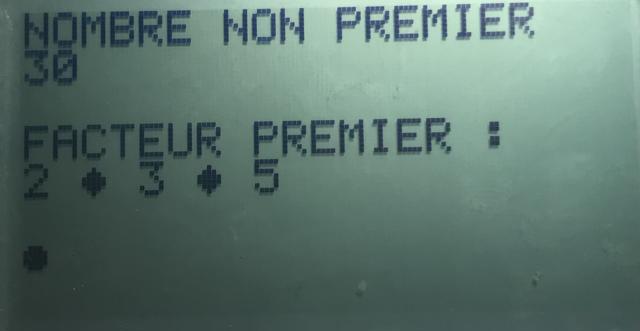 NOMBRE NON PREMIER
30
FACTEUR PREMIER :
2 ♦ 3 ♦ 5
●